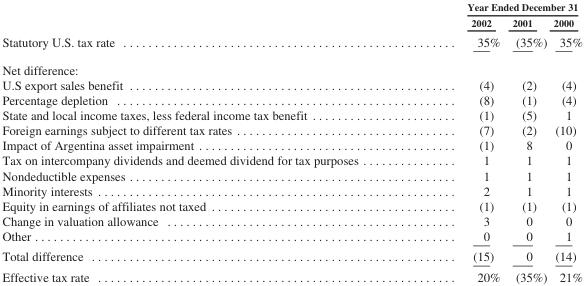 Year Ended December 31
2002 2001 2000
Statutory U.S. tax rate 35% (35%) 35%
Net difference:
U.S export sales benefit (4) (2) (4)
Percentage depletion (8) (1) (4)
State and local income taxes, less federal income tax benefit (1) (5) 1
Foreign earnings subject to different tax rates (7) (2) (10)
Impact of Argentina asset impairment (1) 8 0
Tax on intercompany dividends and deemed dividend for tax purposes 1 1 1
Nondeductible expenses 1 1 1
Minority interests 2 1 1
Equity in earnings of affiliates not taxed (1) (1) (1)
Change in valuation allowance 3 0 0
Other 0 0 1
Total difference (15) 0 (14)
Effective tax rate 20% (35%) 21%